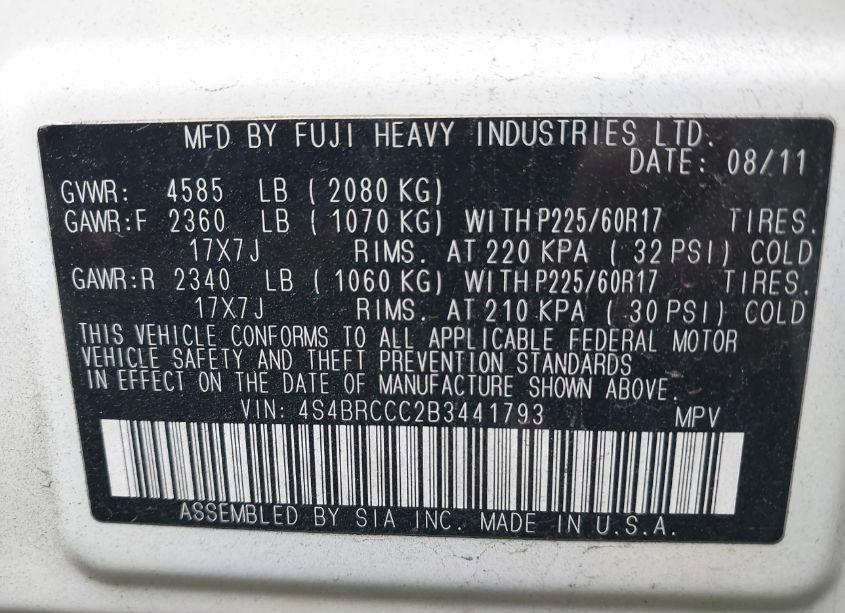 MFD BY FUJI HEAVY INDUSTRIES LTD.
DATE: 08/11
GVWR: 4585 LB ( 2080 KG)
GAWR:F 2360 LB ( 1070 KG) WITH P225/60R17 TIRES.
17X7J RIMS. AT 220 KPA ( 32 PSI) COLD
GAWR:R 2340 LB ( 1060 KG) WITH P225/60R17 TIRES.
17X7J RIMS. AT 210 KPA ( 30 PSI) COLD
THIS VEHICLE CONFORMS TO ALL APPLICABLE FEDERAL MOTOR
VEHICLE SAFETY AND THEFT PREVENTION STANDARDS
IN EFFECT ON THE DATE OF MANUFACTURE SHOWN ABOVE.
VIN: 4S4BRCCC2B3441793 MPV
ASSEMBLED BY SIA INC. MADE IN U.S.A.